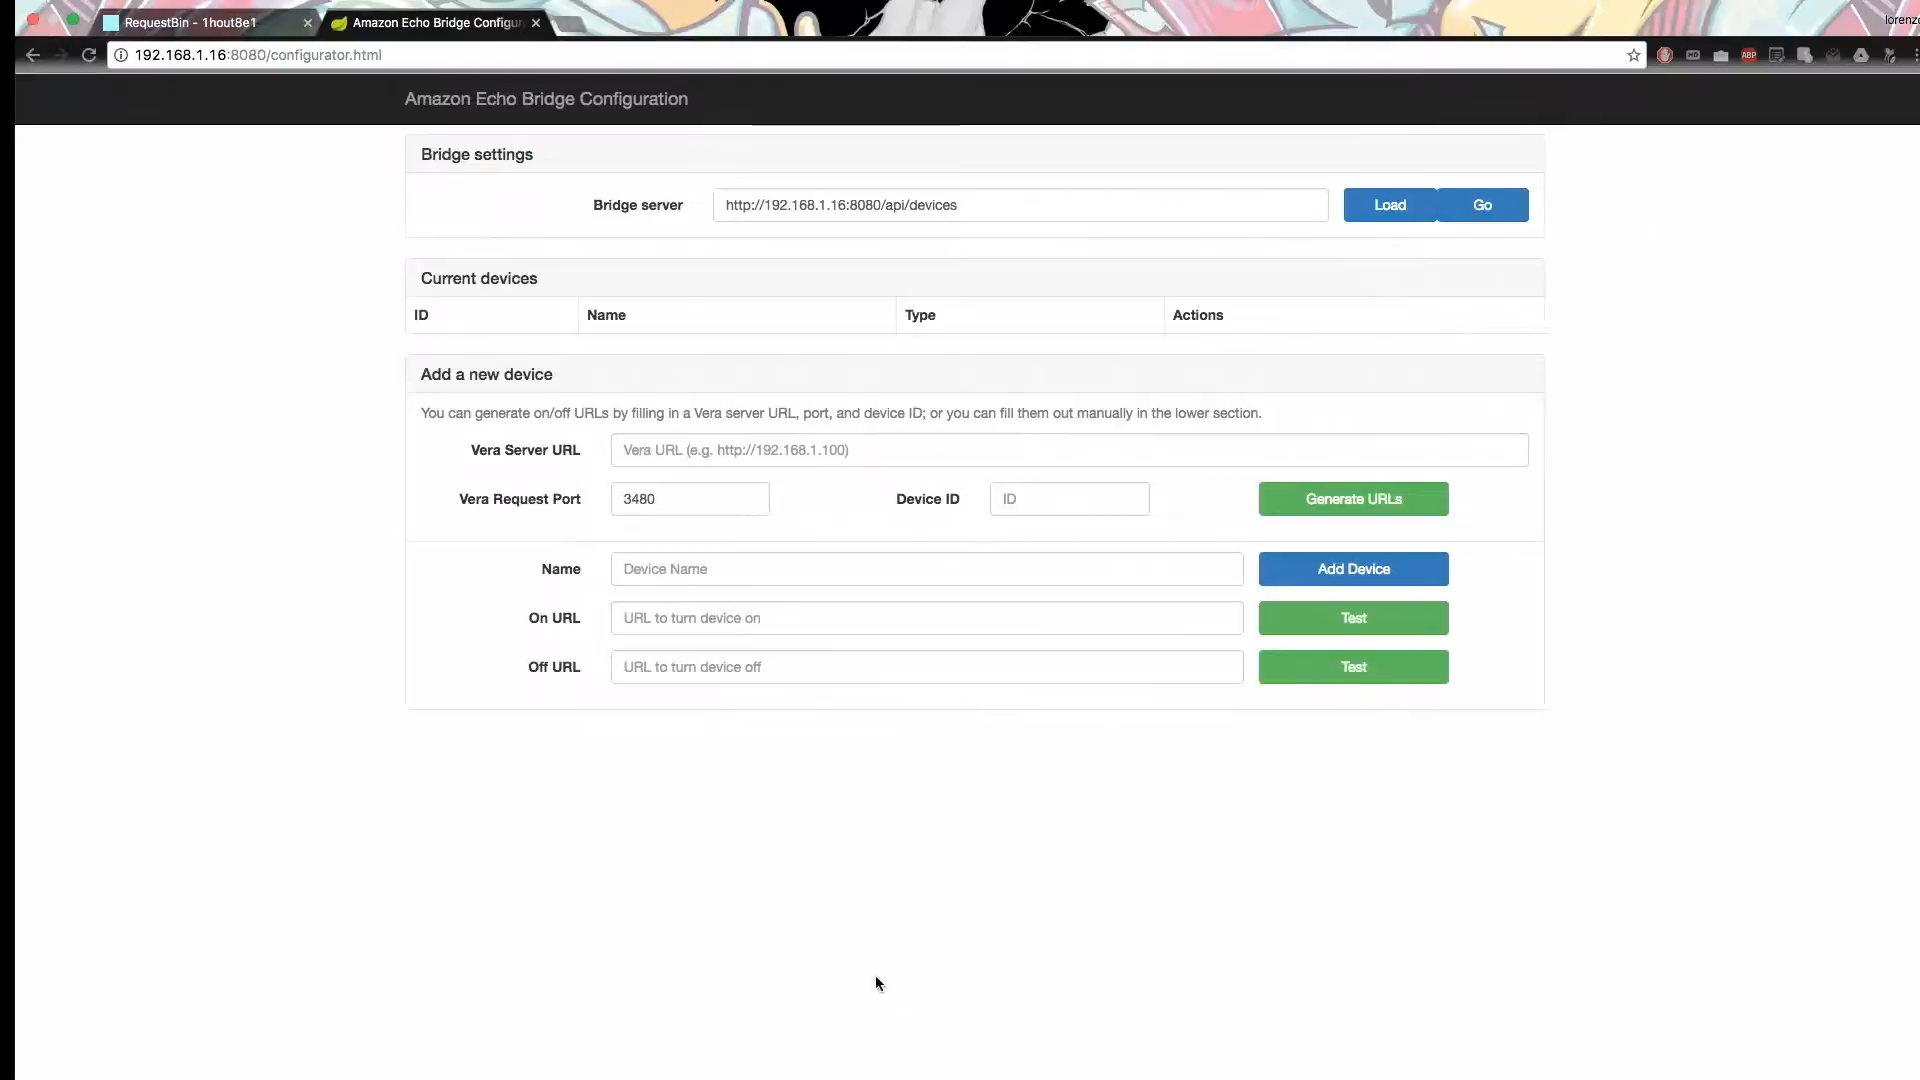 RequestBin - 1hout8e1
Amazon Echo Bridge Configur
192.168.1.16:8080/configurator.html
ABP
Amazon Echo Bridge Configuration
Bridge settings
Bridge server http://192.168.1.16:8080/api/devices Load Go
Current devices
ID Name Type Actions
Add a new device
You can generate on/off URLs by filling in a Vera server URL, port, and device ID; or you can fill them out manually in the lower section.
Vera Server URL Vera URL (e.g. http://192.168.1.100)
Vera Request Port 3480 Device ID ID Generate URLs
Name Device Name Add Device
On URL URL to turn device on Test
Off URL URL to turn device off Test